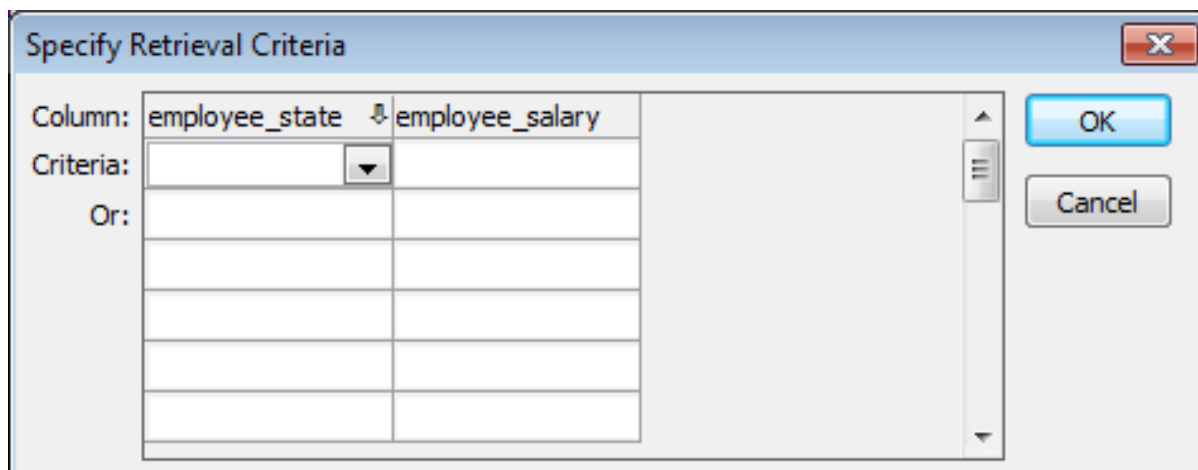 Specify Retrieval Criteria
Column: employee_state employee_salary OK
Criteria:
Or: Cancel